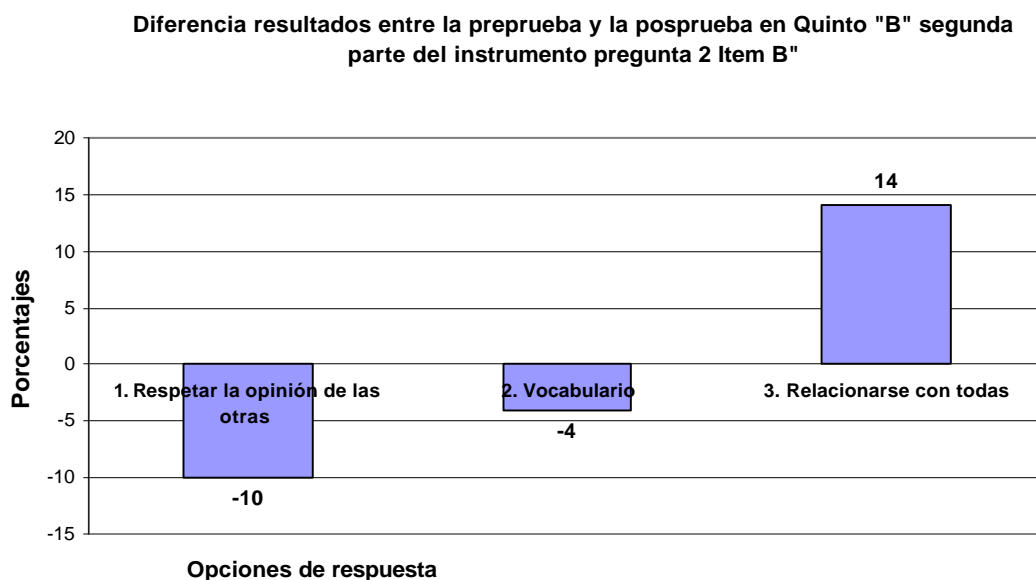 Diferencia resultados entre la preprueba y la posprueba en Quinto "B" segunda
parte del instrumento pregunta 2 Item B"
20
15
10
5
0
-5
-10
-15
Porcentajes
14
1. Respetar la opinión de las
otras
2. Vocabulario
3. Relacionarse con todas
-4
-10
Opciones de respuesta